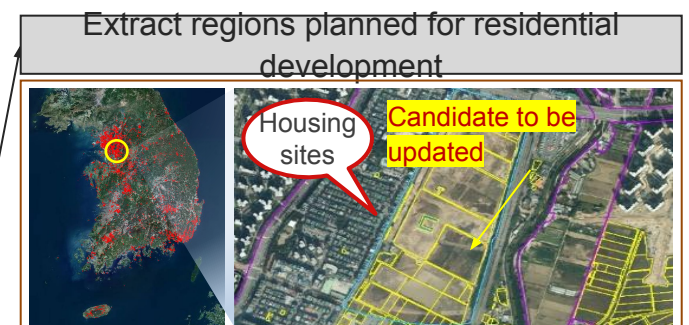 Extract regions planned for residential
development
Housing
sites
Candidate to be
updated